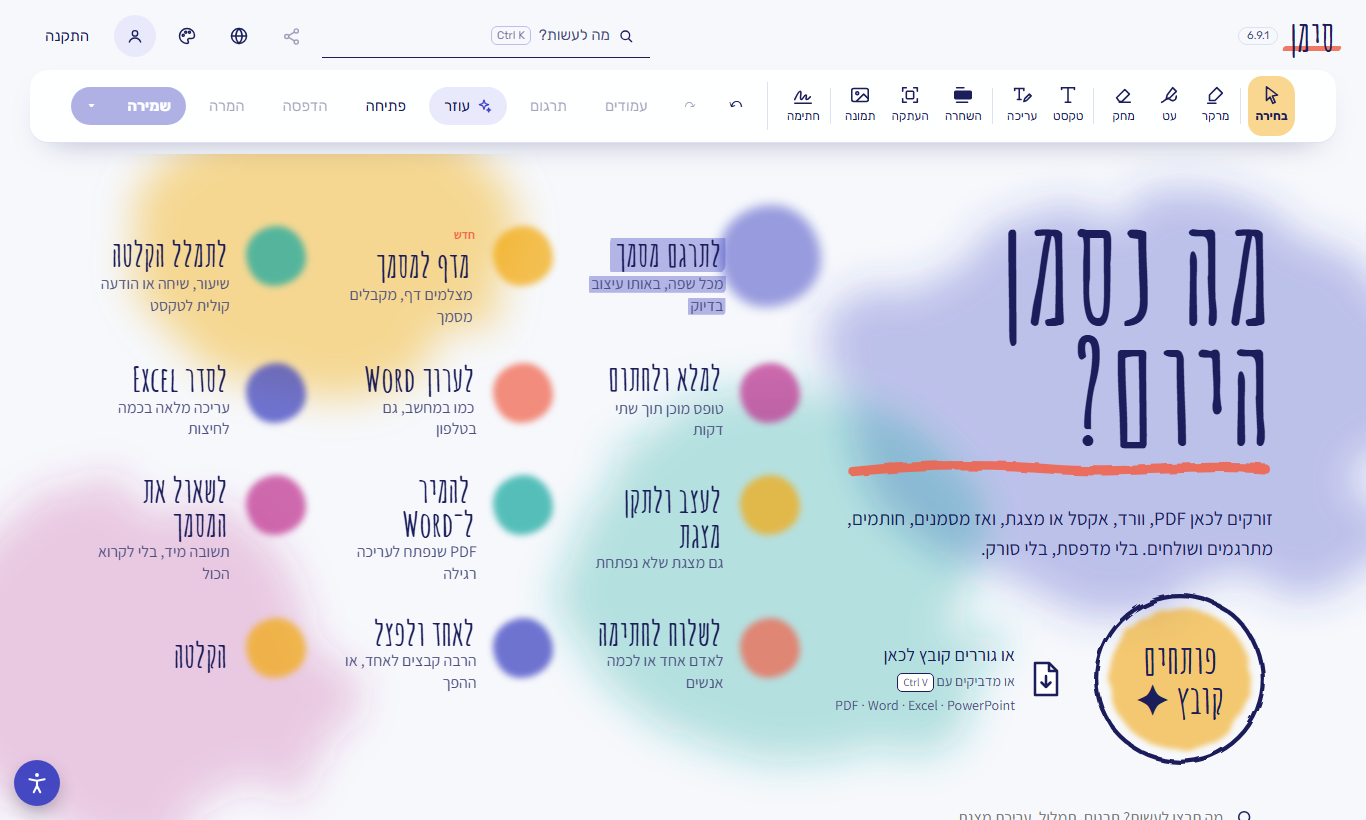 סימן
6.9.1
מה לעשות?
Ctrl K
התקנה
בחירה
מרקר
עט
מחק
טקסט
עריכה
השחרה
העתקה
תמונה
חתימה
עמודים
תרגום
עוזר
פתיחה
הדפסה
המרה
שמירה
מה נסמן
היום?
זורקים לכאן PDF, וורד, אקסל או מצגת, ואז מסמנים, חותמים,
מתרגמים ושולחים. בלי מדפסת, בלי סורק.
פותחים
קובץ
או גוררים קובץ לכאן
או מדביקים עם Ctrl V
PDF · Word · Excel · PowerPoint
לתרגם מסמך
מכל שפה, באותו עיצוב
בדיוק
חדש
מדף למסמך
מצלמים דף, מקבלים
מסמך
לתמלל הקלטה
שיעור, שיחה או הודעה
קולית לטקסט
למלא ולחתום
טופס מוכן תוך שתי
דקות
לערוך Word
כמו במחשב, גם
בטלפון
לסדר Excel
עריכה מלאה בכמה
לחיצות
לעצב ולתקן
מצגת
גם מצגת שלא נפתחת
להמיר
ל־Word
PDF שנפתח לעריכה
רגילה
לשאול את
המסמך
תשובה מיד, בלי לקרוא
הכול
לשלוח לחתימה
לאדם אחד או לכמה
אנשים
לאחד ולפצל
הרבה קבצים לאחד, או
ההפך
הקלטה
מה תרצו לעשות? תרגום, תמלול, עריכת מצגת